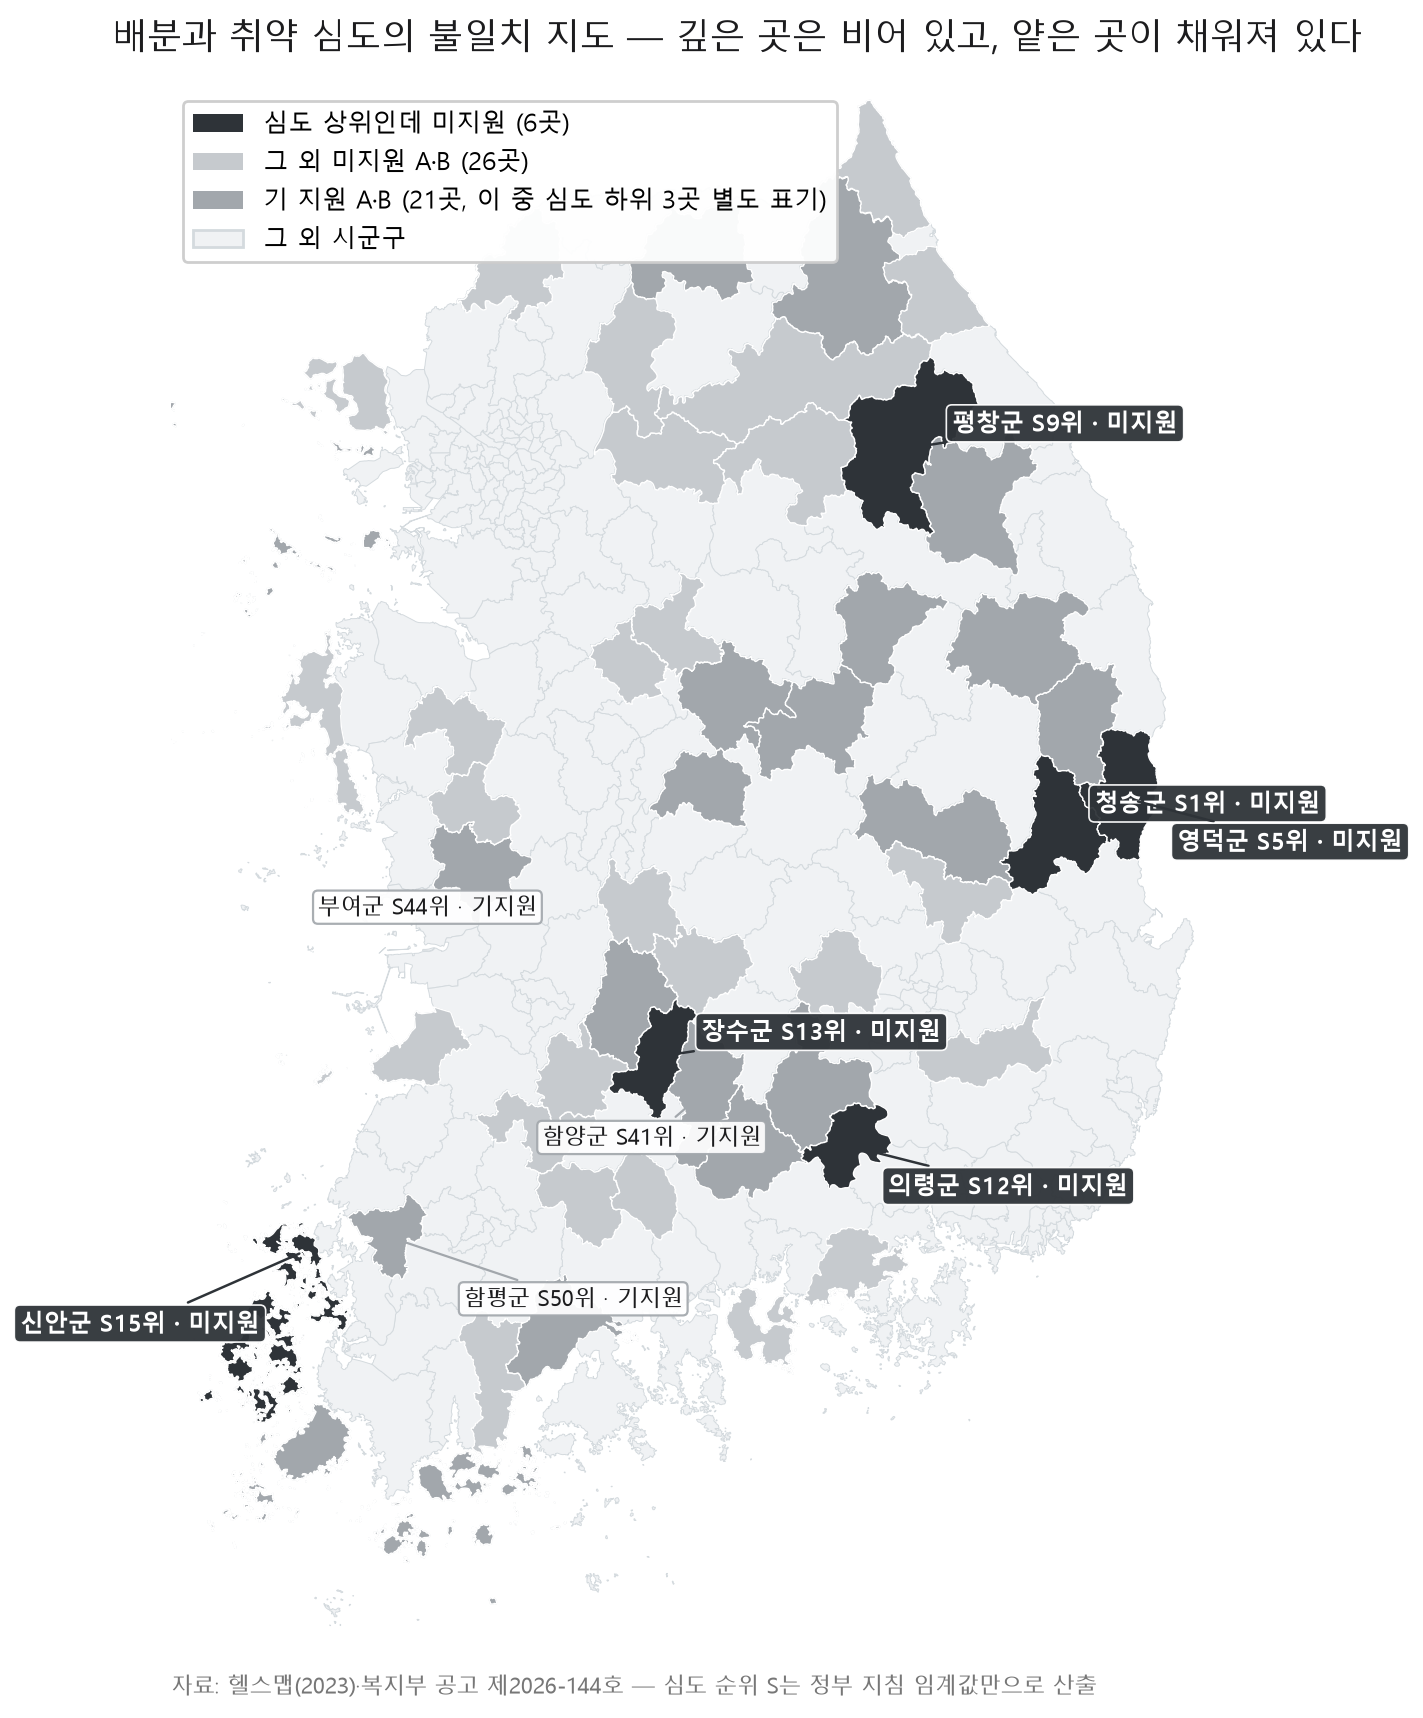 배분과 취약 심도의 불일치 지도 — 깊은 곳은 비어 있고, 얕은 곳이 채워져 있다
심도 상위인데 미지원 (6곳)
그 외 미지원 A·B (26곳)
기 지원 A·B (21곳, 이 중 심도 하위 3곳 별도 표기)
그 외 시군구
평창군 S9위 · 미지원
청송군 S1위 · 미지원
영덕군 S5위 · 미지원
부여군 S44위 · 기지원
장수군 S13위 · 미지원
함양군 S41위 · 기지원
의령군 S12위 · 미지원
함평군 S50위 · 기지원
신안군 S15위 · 미지원
자료: 헬스맵(2023)·복지부 공고 제2026-144호 — 심도 순위 S는 정부 지침 임계값만으로 산출